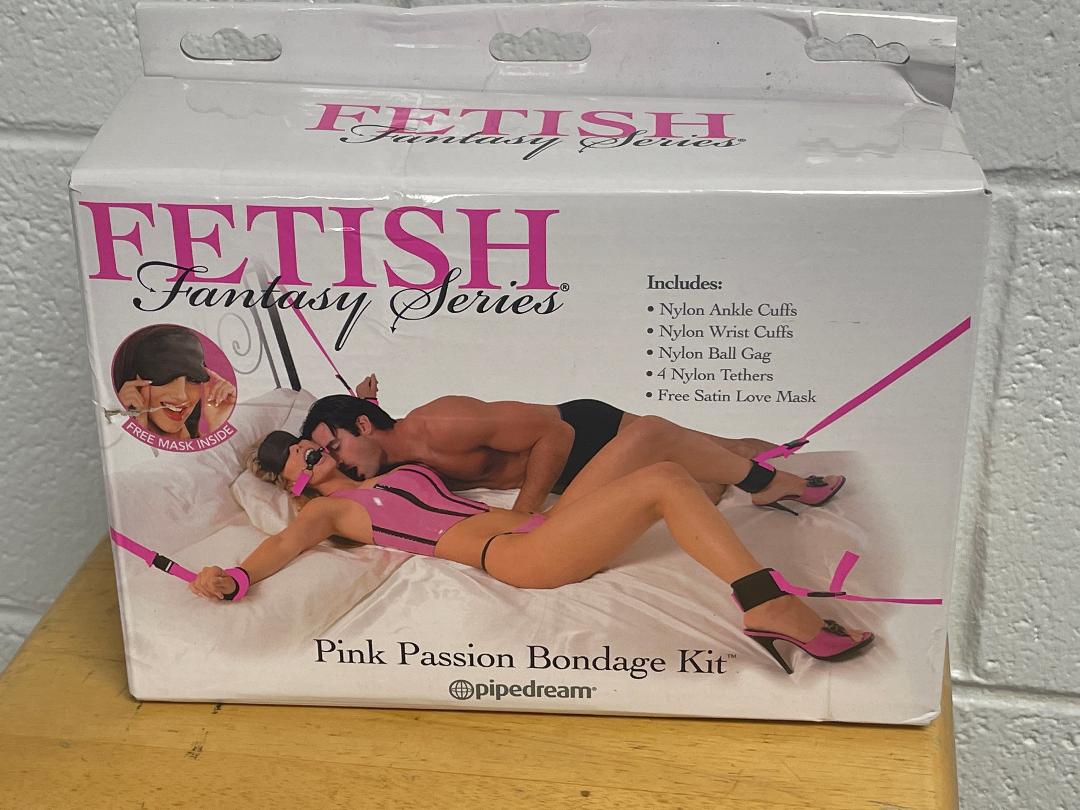 FETISH
Fantasy Series®
FETISH
Fantasy Series®
Includes:
• Nylon Ankle Cuffs
• Nylon Wrist Cuffs
• Nylon Ball Gag
• 4 Nylon Tethers
• Free Satin Love Mask
FREE MASK INSIDE
Pink Passion Bondage Kit™
pipedream®